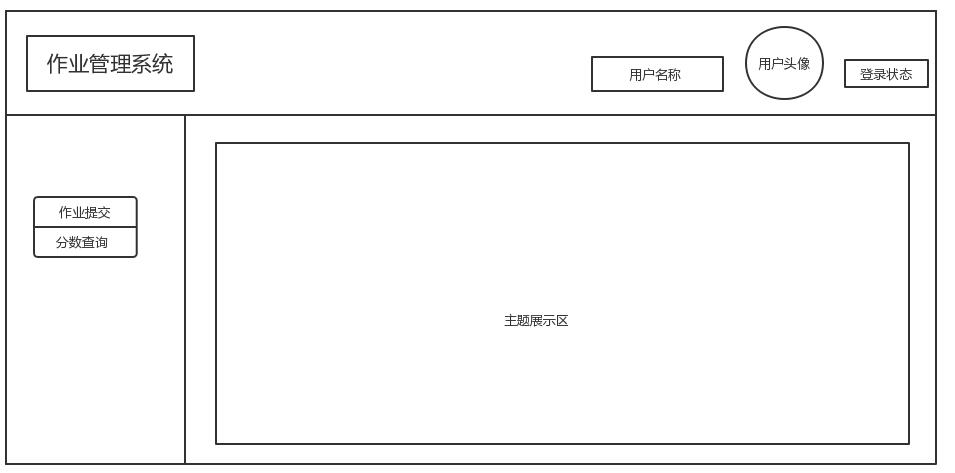 作业管理系统
用户名称
用户头像
登录状态
作业提交
分数查询
主题展示区